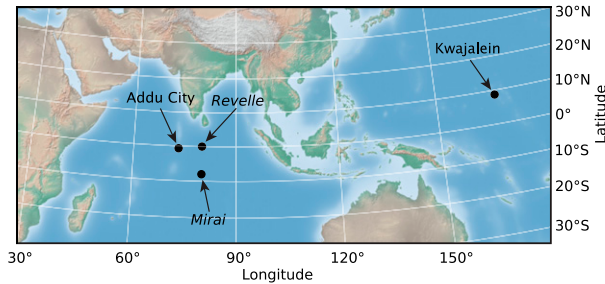 30°N
20°N
Kwajalein
10°N
Addu City
Revelle
0°
Latitude
10°S
20°S
Mirai
30°S
30°
60°
90°
120°
150°
Longitude